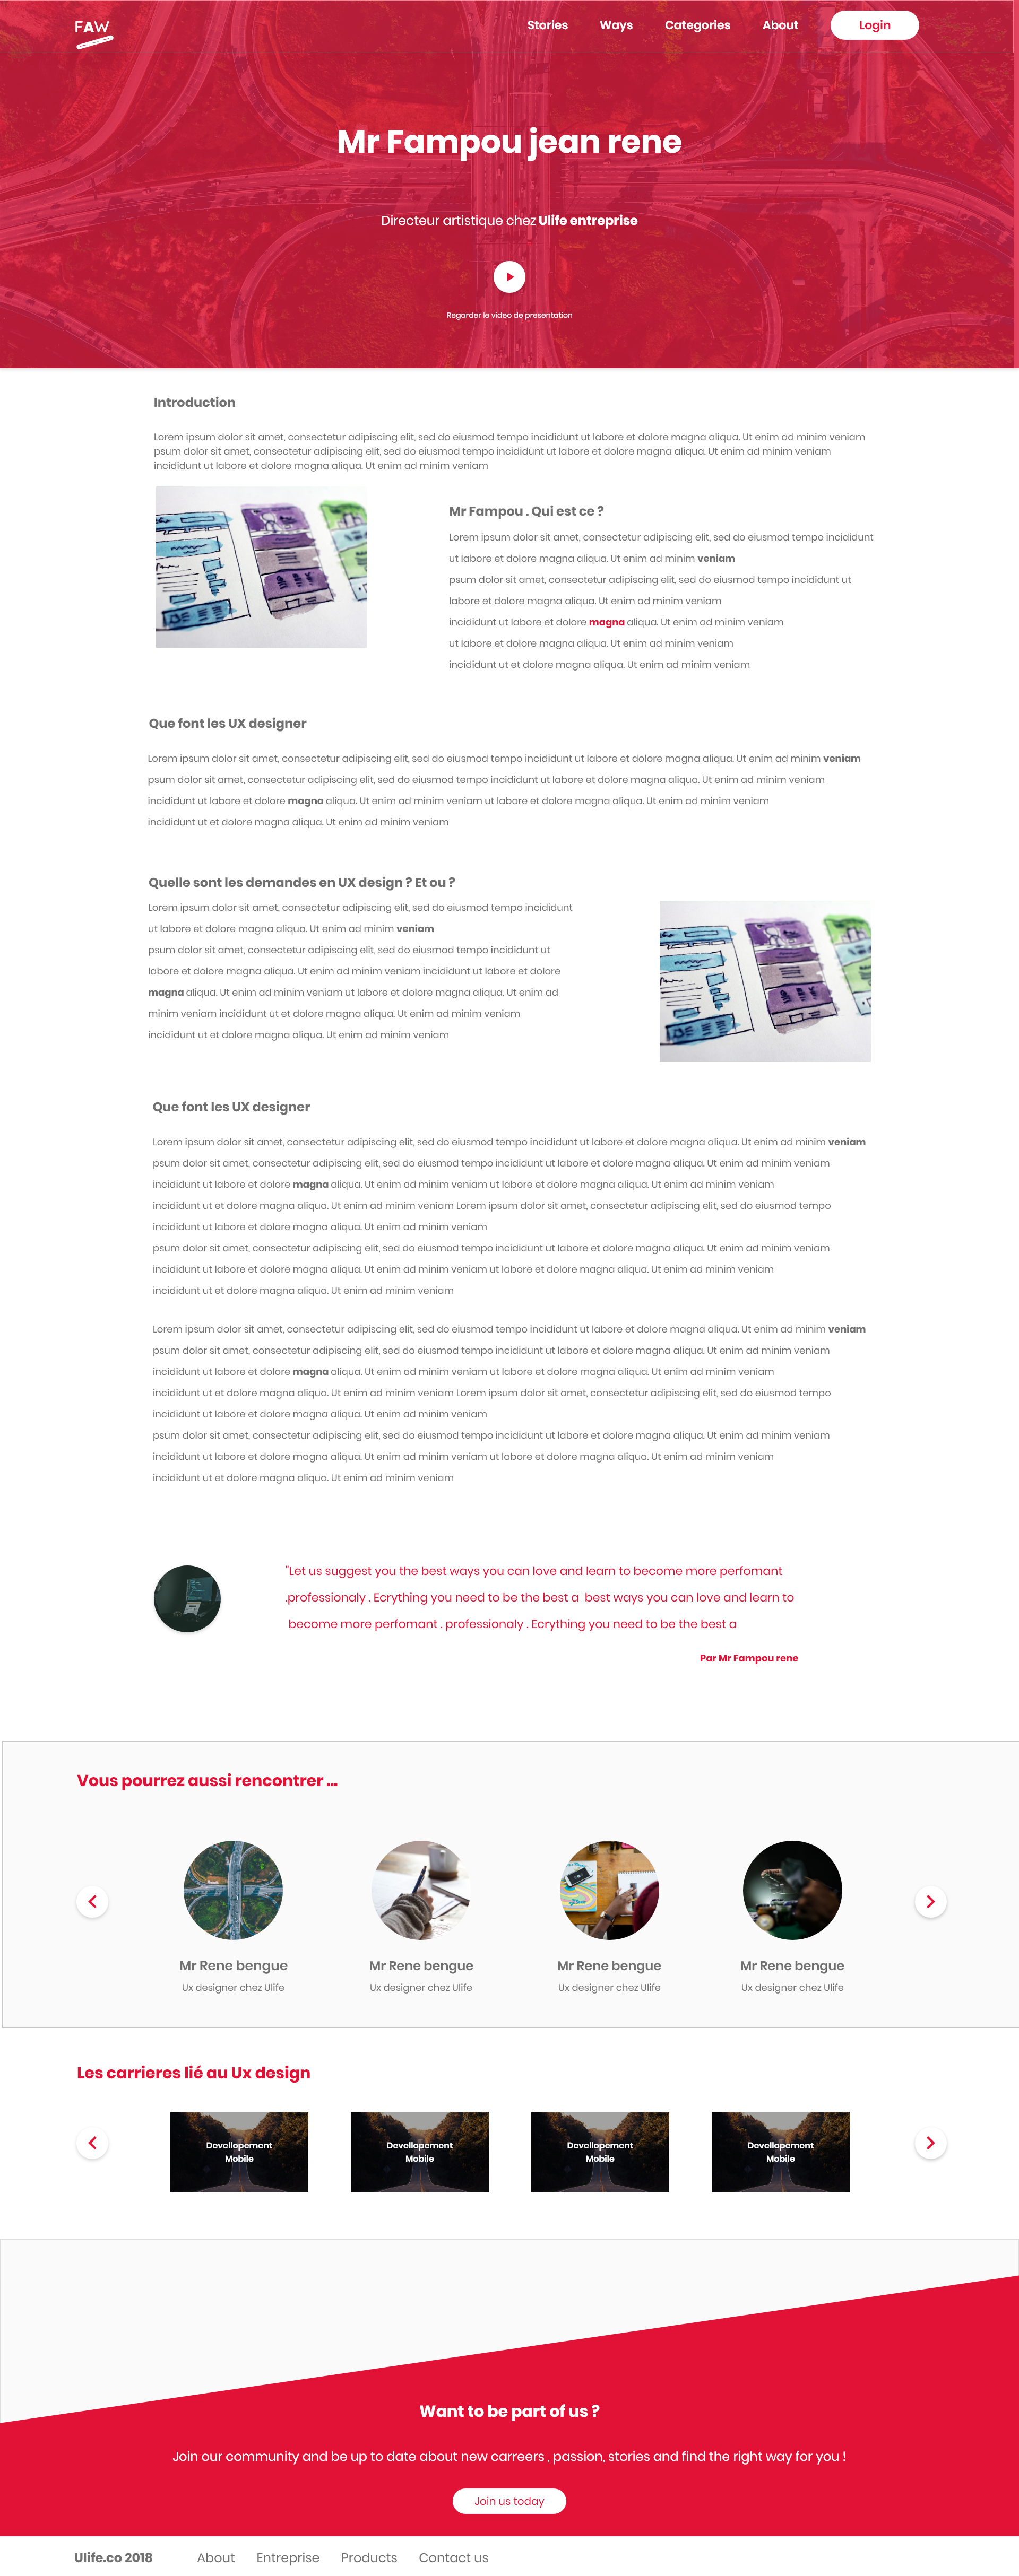 FAW
Stories Ways Categories About Login
Mr Fampou jean rene
Directeur artistique chez Ulife entreprise
Regarder le video de presentation
Introduction
Lorem ipsum dolor sit amet, consectetur adipiscing elit, sed do eiusmod tempo incididunt ut labore et dolore magna aliqua. Ut enim ad minim veniam
psum dolor sit amet, consectetur adipiscing elit, sed do eiusmod tempo incididunt ut labore et dolore magna aliqua. Ut enim ad minim veniam
incididunt ut labore et dolore magna aliqua. Ut enim ad minim veniam
Mr Fampou . Qui est ce ?
Lorem ipsum dolor sit amet, consectetur adipiscing elit, sed do eiusmod tempo incididunt
ut labore et dolore magna aliqua. Ut enim ad minim veniam
psum dolor sit amet, consectetur adipiscing elit, sed do eiusmod tempo incididunt ut
labore et dolore magna aliqua. Ut enim ad minim veniam
incididunt ut labore et dolore magna aliqua. Ut enim ad minim veniam
ut labore et dolore magna aliqua. Ut enim ad minim veniam
incididunt ut et dolore magna aliqua. Ut enim ad minim veniam
Que font les UX designer
Lorem ipsum dolor sit amet, consectetur adipiscing elit, sed do eiusmod tempo incididunt ut labore et dolore magna aliqua. Ut enim ad minim veniam
psum dolor sit amet, consectetur adipiscing elit, sed do eiusmod tempo incididunt ut labore et dolore magna aliqua. Ut enim ad minim veniam
incididunt ut labore et dolore magna aliqua. Ut enim ad minim veniam ut labore et dolore magna aliqua. Ut enim ad minim veniam
incididunt ut et dolore magna aliqua. Ut enim ad minim veniam
Quelle sont les demandes en UX design ? Et ou ?
Lorem ipsum dolor sit amet, consectetur adipiscing elit, sed do eiusmod tempo incididunt
ut labore et dolore magna aliqua. Ut enim ad minim veniam
psum dolor sit amet, consectetur adipiscing elit, sed do eiusmod tempo incididunt ut
labore et dolore magna aliqua. Ut enim ad minim veniam incididunt ut labore et dolore
magna aliqua. Ut enim ad minim veniam ut labore et dolore magna aliqua. Ut enim ad
minim veniam incididunt ut et dolore magna aliqua. Ut enim ad minim veniam
incididunt ut et dolore magna aliqua. Ut enim ad minim veniam
Que font les UX designer
Lorem ipsum dolor sit amet, consectetur adipiscing elit, sed do eiusmod tempo incididunt ut labore et dolore magna aliqua. Ut enim ad minim veniam
psum dolor sit amet, consectetur adipiscing elit, sed do eiusmod tempo incididunt ut labore et dolore magna aliqua. Ut enim ad minim veniam
incididunt ut labore et dolore magna aliqua. Ut enim ad minim veniam ut labore et dolore magna aliqua. Ut enim ad minim veniam
incididunt ut et dolore magna aliqua. Ut enim ad minim veniam Lorem ipsum dolor sit amet, consectetur adipiscing elit, sed do eiusmod tempo
incididunt ut labore et dolore magna aliqua. Ut enim ad minim veniam
psum dolor sit amet, consectetur adipiscing elit, sed do eiusmod tempo incididunt ut labore et dolore magna aliqua. Ut enim ad minim veniam
incididunt ut labore et dolore magna aliqua. Ut enim ad minim veniam ut labore et dolore magna aliqua. Ut enim ad minim veniam
incididunt ut et dolore magna aliqua. Ut enim ad minim veniam
Lorem ipsum dolor sit amet, consectetur adipiscing elit, sed do eiusmod tempo incididunt ut labore et dolore magna aliqua. Ut enim ad minim veniam
psum dolor sit amet, consectetur adipiscing elit, sed do eiusmod tempo incididunt ut labore et dolore magna aliqua. Ut enim ad minim veniam
incididunt ut labore et dolore magna aliqua. Ut enim ad minim veniam ut labore et dolore magna aliqua. Ut enim ad minim veniam
incididunt ut et dolore magna aliqua. Ut enim ad minim veniam Lorem ipsum dolor sit amet, consectetur adipiscing elit, sed do eiusmod tempo
incididunt ut labore et dolore magna aliqua. Ut enim ad minim veniam
psum dolor sit amet, consectetur adipiscing elit, sed do eiusmod tempo incididunt ut labore et dolore magna aliqua. Ut enim ad minim veniam
incididunt ut labore et dolore magna aliqua. Ut enim ad minim veniam ut labore et dolore magna aliqua. Ut enim ad minim veniam
incididunt ut et dolore magna aliqua. Ut enim ad minim veniam
"Let us suggest you the best ways you can love and learn to become more perfomant
.professionaly . Ecrything you need to be the best a best ways you can love and learn to
become more perfomant . professionaly . Ecrything you need to be the best a
Par Mr Fampou rene
Vous pourrez aussi rencontrer ...
Mr Rene bengue Mr Rene bengue Mr Rene bengue Mr Rene bengue
Ux designer chez Ulife Ux designer chez Ulife Ux designer chez Ulife Ux designer chez Ulife
Les carrieres lié au Ux design
Devellopement Devellopement Devellopement Devellopement
Mobile Mobile Mobile Mobile
Want to be part of us ?
Join our community and be up to date about new carreers , passion, stories and find the right way for you !
Join us today
Ulife.co 2018 About Entreprise Products Contact us